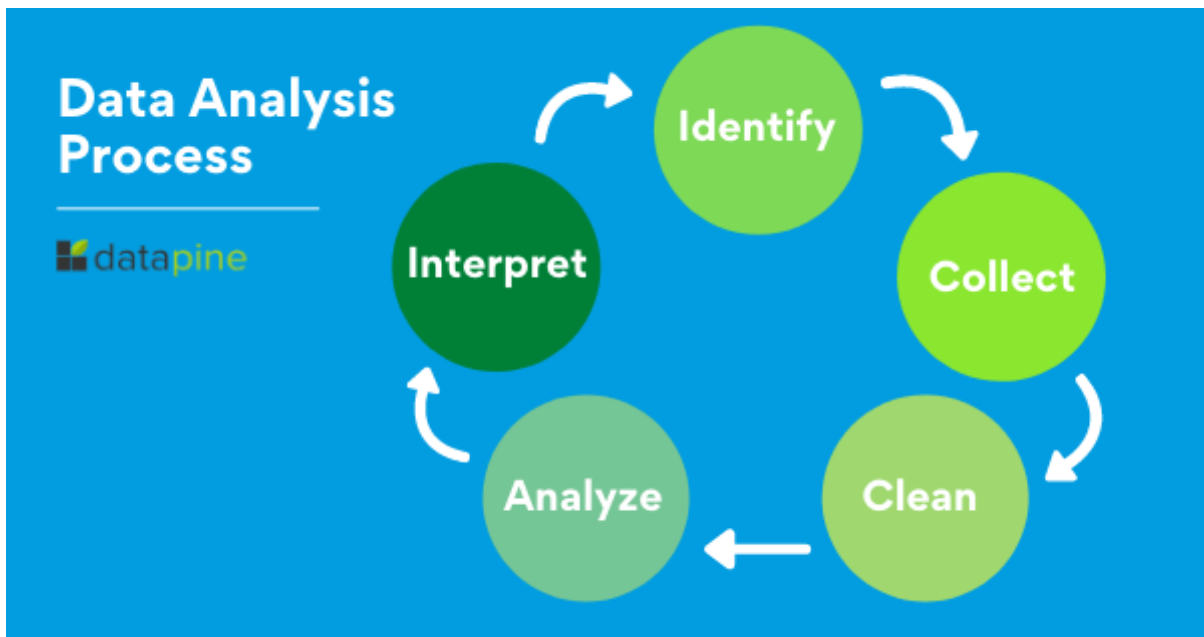 Data Analysis
Process
datapine
Identify
Collect
Clean
Analyze
Interpret